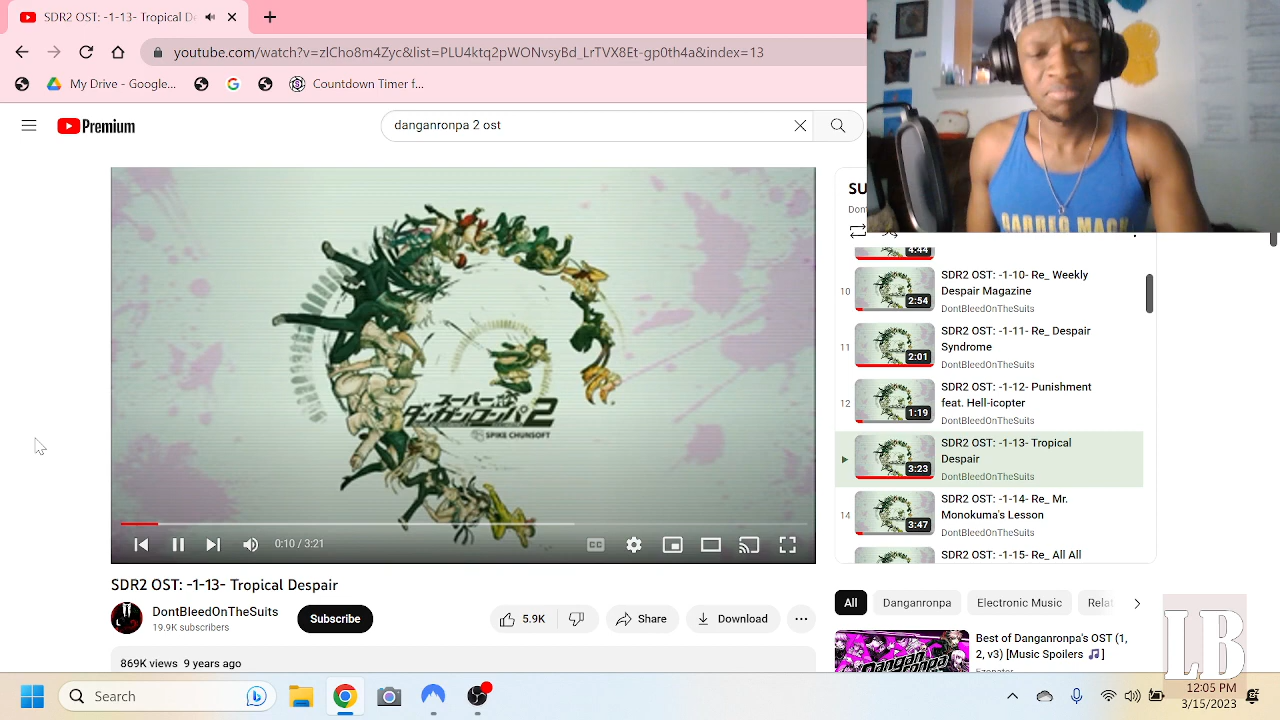 SDR2 OST: -1-13- Tropical D
youtube.com/watch?v=zlCho8m4Zyc&list=PLU4ktq2pWONvsyBd_LrTVX8Et-gp0th4a&index=13
My Drive - Google...
Countdown Timer f...
Premium
danganronpa 2 ost
スーパー
ダンガンロンパ2
SPIKE CHUNSOFT
0:10 / 3:21
CC
SDR2 OST: -1-13- Tropical Despair
DontBleedOnTheSuits
19.9K subscribers
Subscribe
5.9K
Share
Download
869K views 9 years ago
SU
Dont
4:44
10
2:54
SDR2 OST: -1-10- Re_ Weekly
Despair Magazine
DontBleedOnTheSuits
11
2:01
SDR2 OST: -1-11- Re_ Despair
Syndrome
DontBleedOnTheSuits
12
1:19
SDR2 OST: -1-12- Punishment
feat. Hell-icopter
DontBleedOnTheSuits
3:23
SDR2 OST: -1-13- Tropical
Despair
DontBleedOnTheSuits
14
3:47
SDR2 OST: -1-14- Re_ Mr.
Monokuma's Lesson
DontBleedOnTheSuits
SDR2 OST: -1-15- Re_ All All
All
Danganronpa
Electronic Music
Relat
Best of Danganronpa's OST (1,
2, v3) [Music Spoilers 🎵]
LB
Search
12:05 PM
3/15/2023